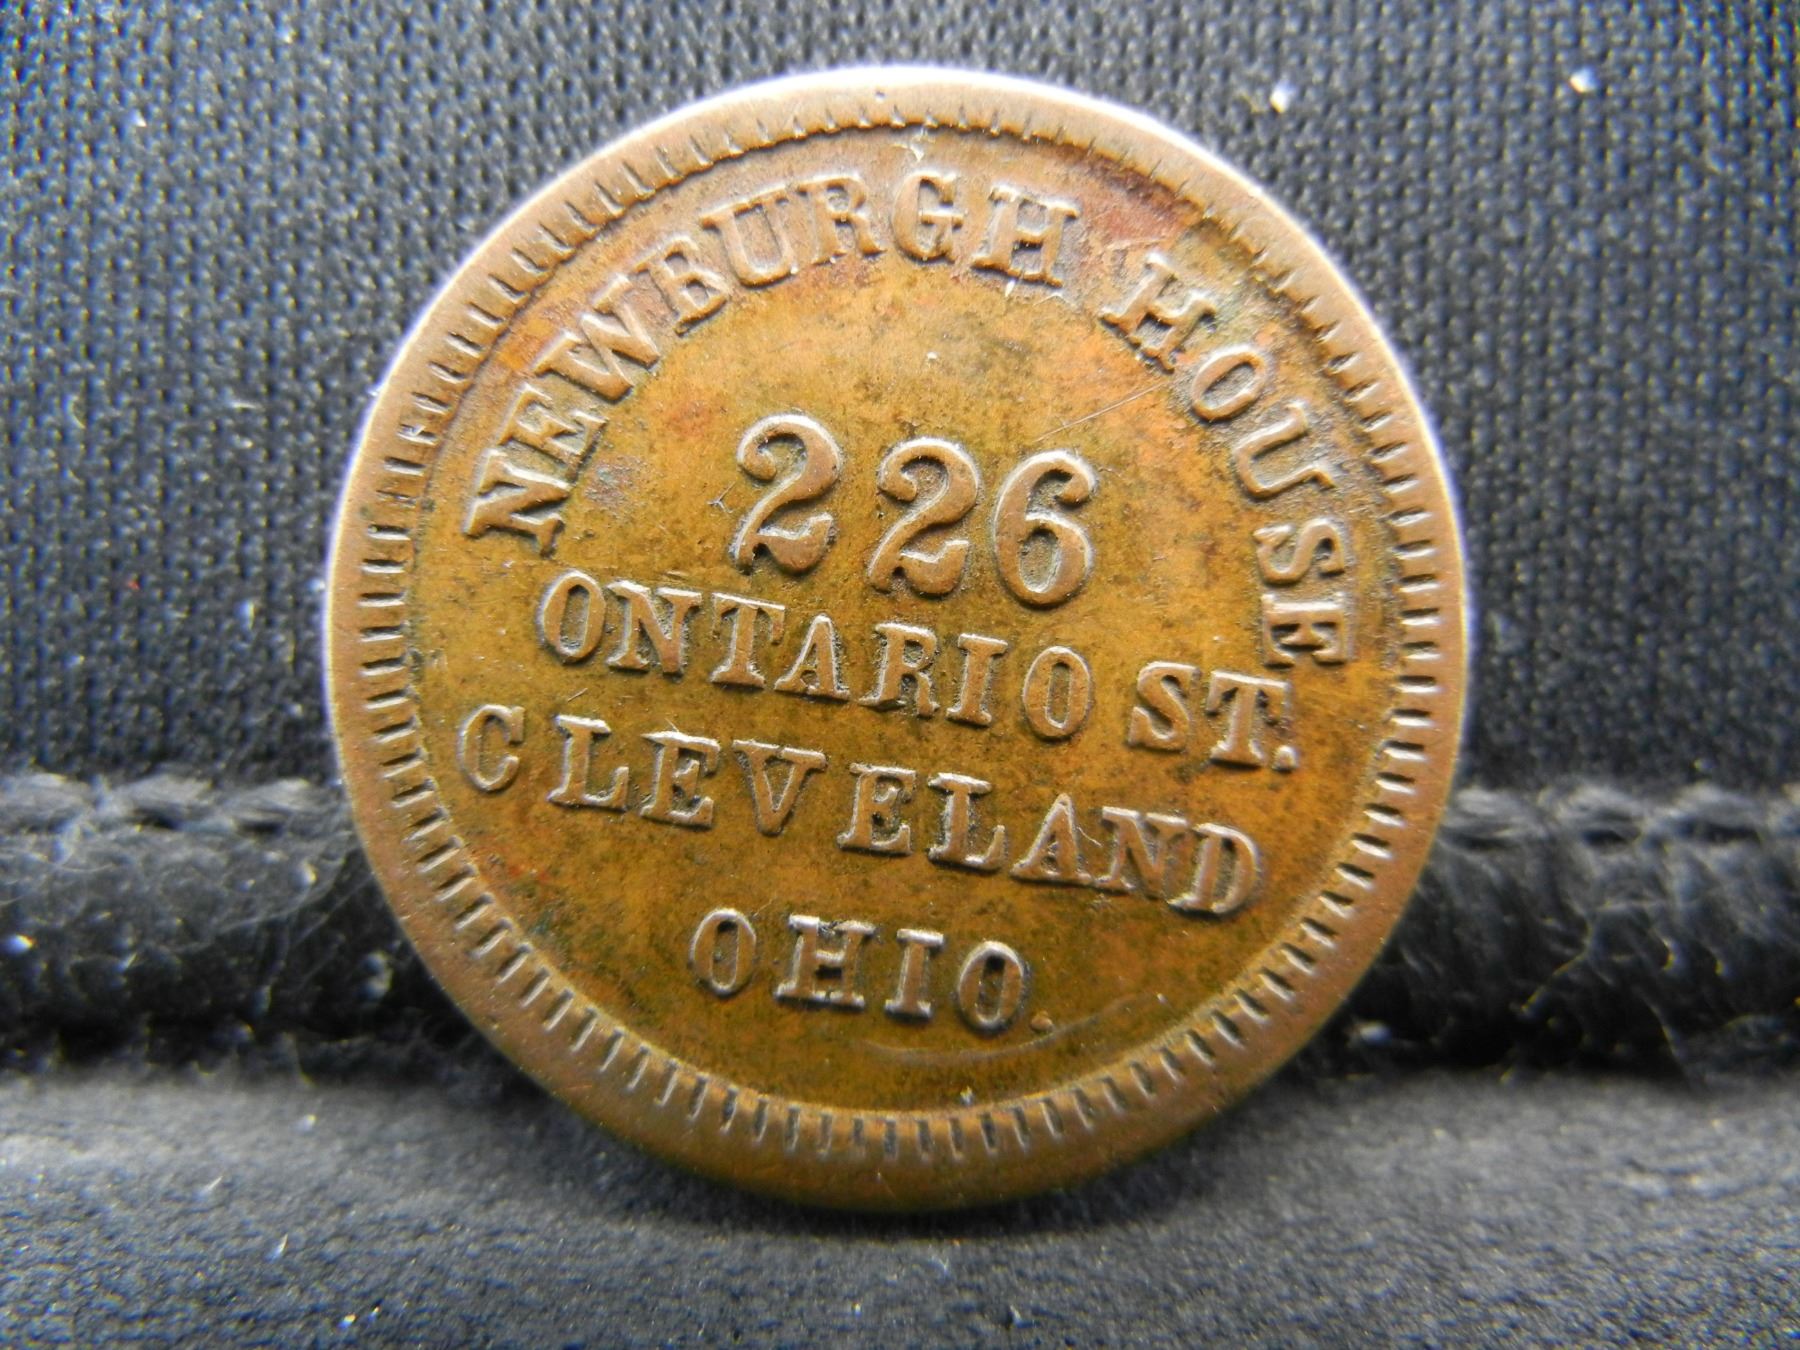 NEWBURGH HOUSE
226
ONTARIO ST.
CLEVELAND
OHIO.